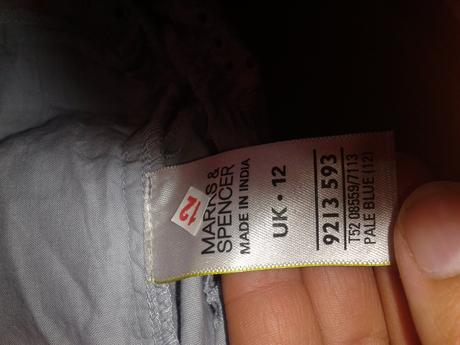 12
MARKS &
SPENCER
MADE IN INDIA
UK • 12
9213 593
T52 08559/7113
PALE BLUE (12)